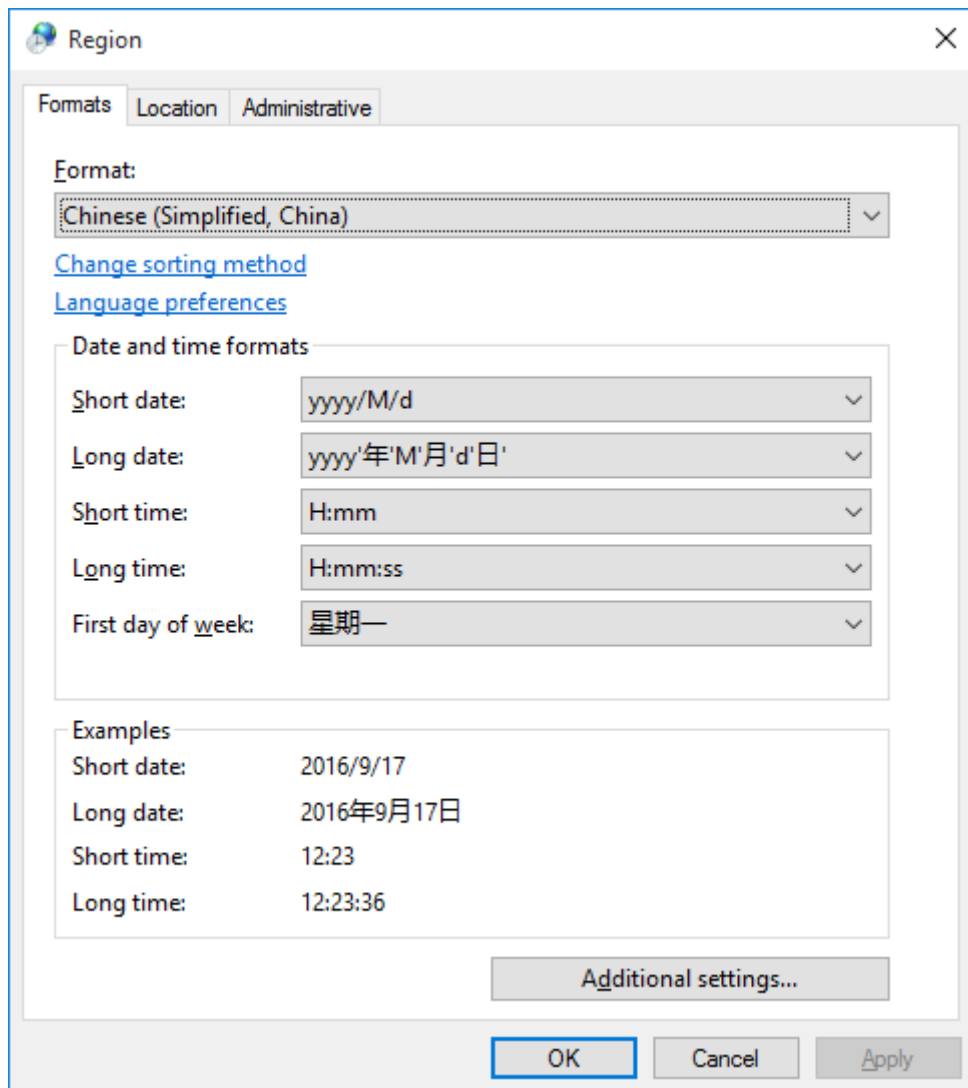 Region
Formats Location Administrative
Format:
Chinese (Simplified, China)
Change sorting method
Language preferences
Date and time formats
Short date: yyyy/M/d
Long date: yyyy'年'M'月'd'日'
Short time: H:mm
Long time: H:mm:ss
First day of week: 星期一
Examples
Short date: 2016/9/17
Long date: 2016年9月17日
Short time: 12:23
Long time: 12:23:36
Additional settings...
OK Cancel Apply